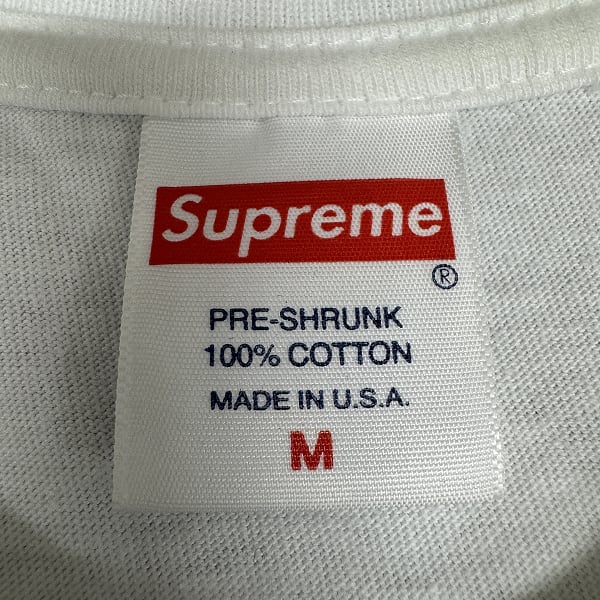 Supreme
®
PRE-SHRUNK
100% COTTON
MADE IN U.S.A.
M